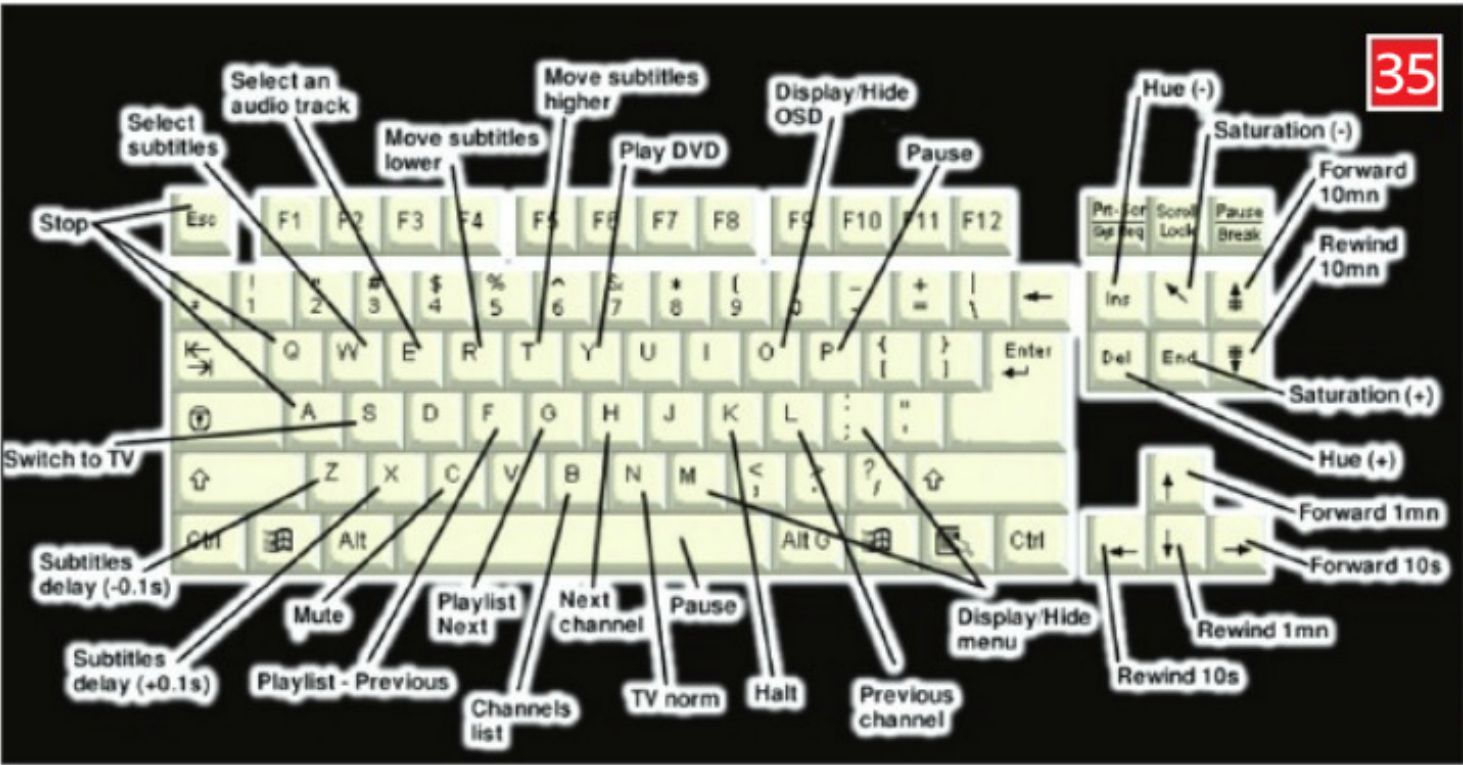 35
Select an
audio track
Move subtitles
higher
Display/Hide
OSD
Hue (-)
Select
subtitles
Move subtitles
lower
Play DVD
Pause
Saturation (-)
Forward
10mn
Stop
Rewind
10mn
Esc F1 F2 F3 F4 F5 F6 F7 F8 F9 F10 F11 F12
Prt-Scr Scroll Pause
Lock Break
! " # $ % ^ & * ( _ + |
1 2 3 4 5 6 7 8 9 0 - = \
Ins
Q W E R T Y U I O P { } Enter
[ ]
Del End
A S D F G H J K L : "
; '
Saturation (+)
Switch to TV
Hue (+)
Z X C V B N M < > ?
, . /
Forward 1mn
Ctrl Alt Alt G Ctrl
Forward 10s
Subtitles
delay (-0.1s)
Mute
Playlist
Next
Next
channel
Pause
Display/Hide
menu
Rewind 1mn
Subtitles
delay (+0.1s)
Playlist - Previous
Rewind 10s
Channels
list
TV norm
Halt
Previous
channel